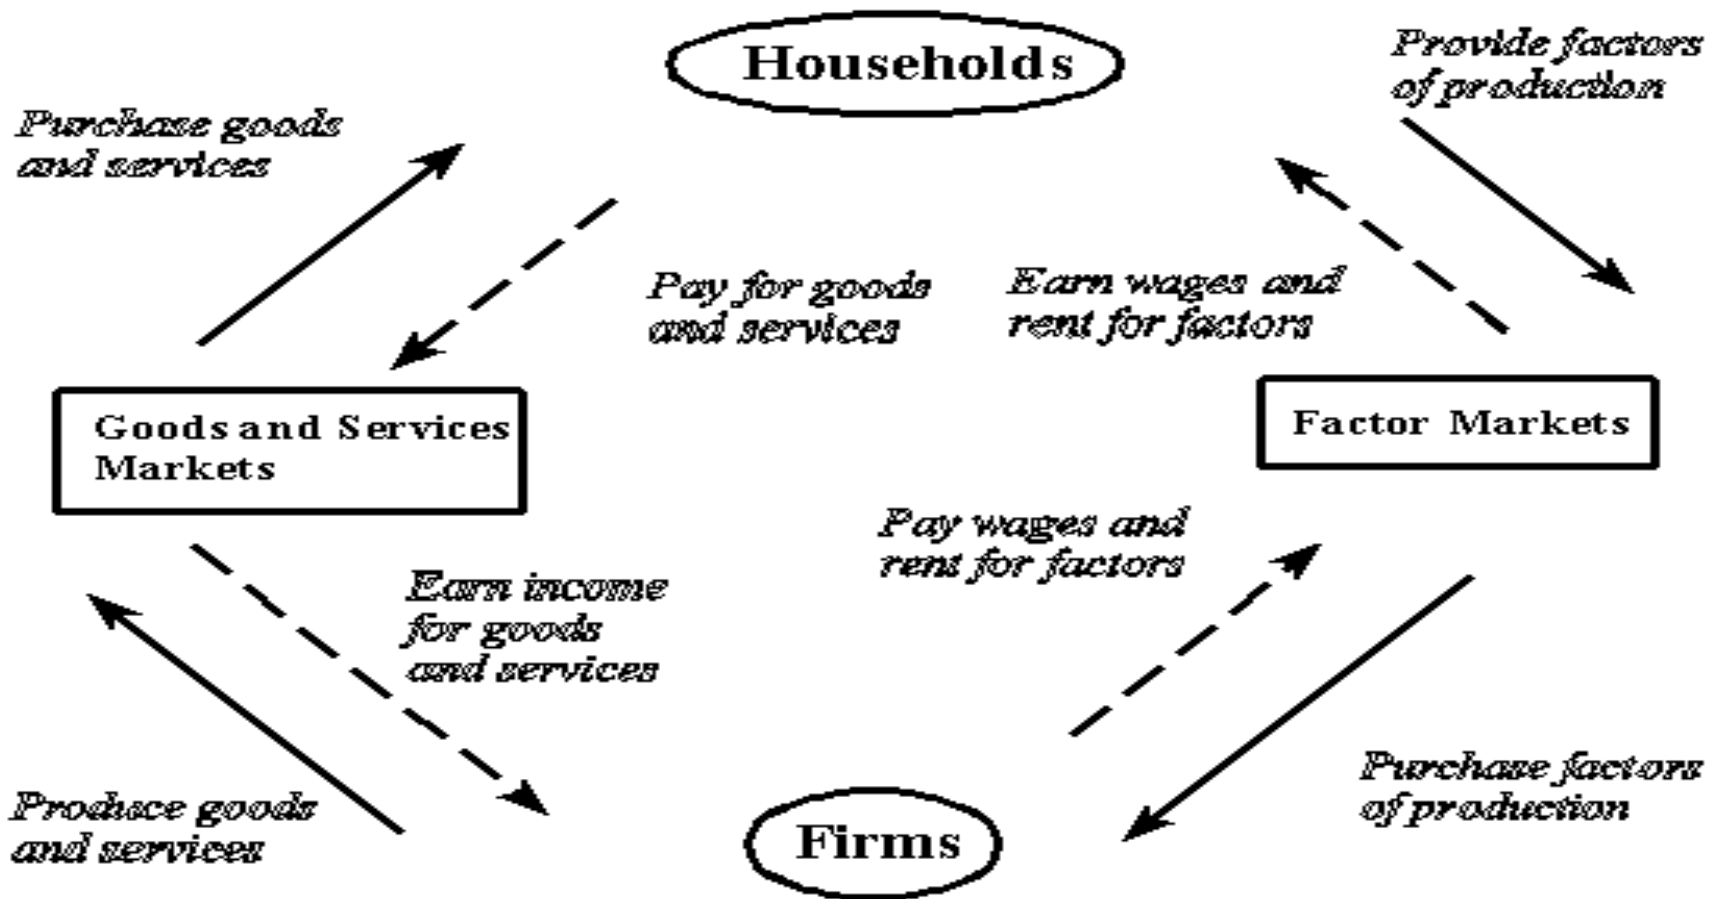 Households
Provide factors
of production
Purchase goods
and services
Pay for goods
and services
Earn wages and
rent for factors
Goods and Services
Markets
Factor Markets
Pay wages and
rent for factors
Earn income
for goods
and services
Produce goods
and services
Purchase factors
of production
Firms